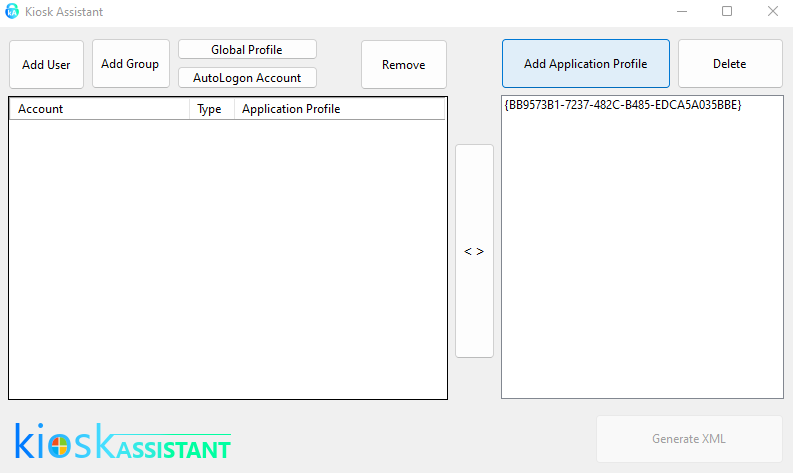 Kiosk Assistant
Add User
Add Group
Global Profile
AutoLogon Account
Remove
Add Application Profile
Delete
Account Type Application Profile
{BB9573B1-7237-482C-B485-EDCA5A035BBE}
< >
kiosk ASSISTANT
Generate XML